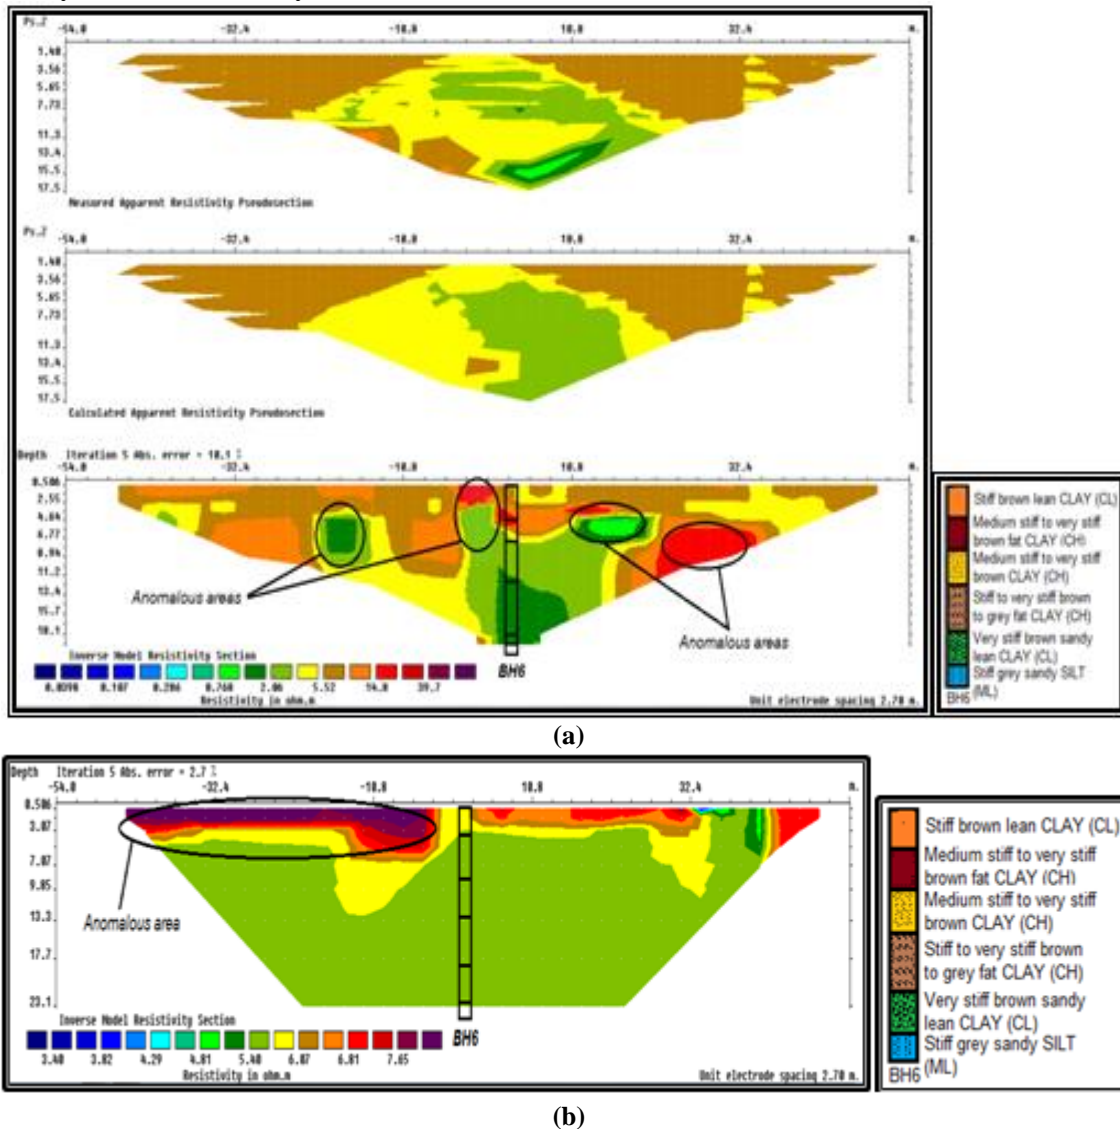 Ps.Z -54.0 -32.4 -10.8 10.8 32.4 m.
1.40
3.56
5.65
7.73
11.3
13.4
15.5
17.5
Measured Apparent Resistivity Pseudosection
Ps.Z -54.0 -32.4 -10.8 10.8 32.4 m.
1.40
3.56
5.65
7.73
11.3
13.4
15.5
17.5
Calculated Apparent Resistivity Pseudosection
Depth Iteration 5 Abs. error = 10.1 %
-54.0 -32.4 -10.8 10.8 32.4 m.
0.506
2.55
4.64
6.77
8.94
11.2
13.4
15.7
18.1
Anomalous areas
Anomalous areas
Inverse Model Resistivity Section
BH6
0.0398 0.107 0.286 0.768 2.06 5.52 14.8 39.7
Resistivity in ohm.m
Unit electrode spacing 2.70 m.
Stiff brown lean CLAY (CL)
Medium stiff to very stiff
brown fat CLAY (CH)
Medium stiff to very stiff
brown CLAY (CH)
Stiff to very stiff brown
to grey fat CLAY (CH)
Very stiff brown sandy
lean CLAY (CL)
Stiff grey sandy SILT
(ML)
BH6
(a)
Depth Iteration 5 Abs. error = 2.7 %
-54.0 -32.4 -10.8 10.8 32.4 m.
0.506
3.07
7.07
9.85
13.3
17.7
23.1
Anomalous area
Inverse Model Resistivity Section
BH6
3.40 3.82 4.29 4.81 5.40 6.07 6.81 7.65
Resistivity in ohm.m
Unit electrode spacing 2.70 m.
Stiff brown lean CLAY (CL)
Medium stiff to very stiff
brown fat CLAY (CH)
Medium stiff to very stiff
brown CLAY (CH)
Stiff to very stiff brown
to grey fat CLAY (CH)
Very stiff brown sandy
lean CLAY (CL)
Stiff grey sandy SILT
(ML)
BH6
(b)